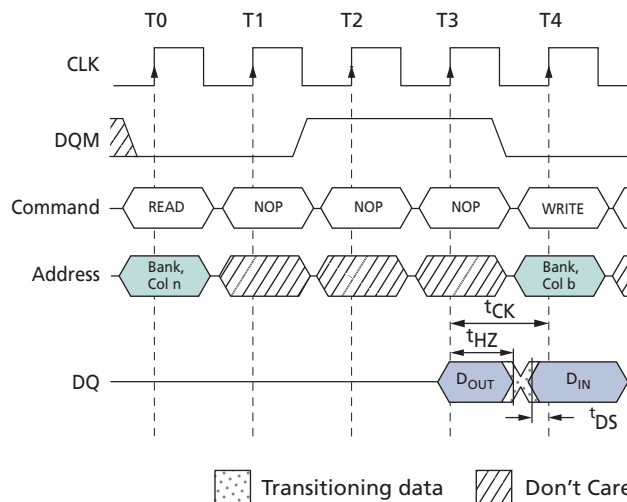 T0 T1 T2 T3 T4
CLK
DQM
Command READ NOP NOP NOP WRITE
Address Bank, Col n Bank, Col b
tCK
tHZ
DQ DOUT DIN
tDS
Transitioning data Don't Care